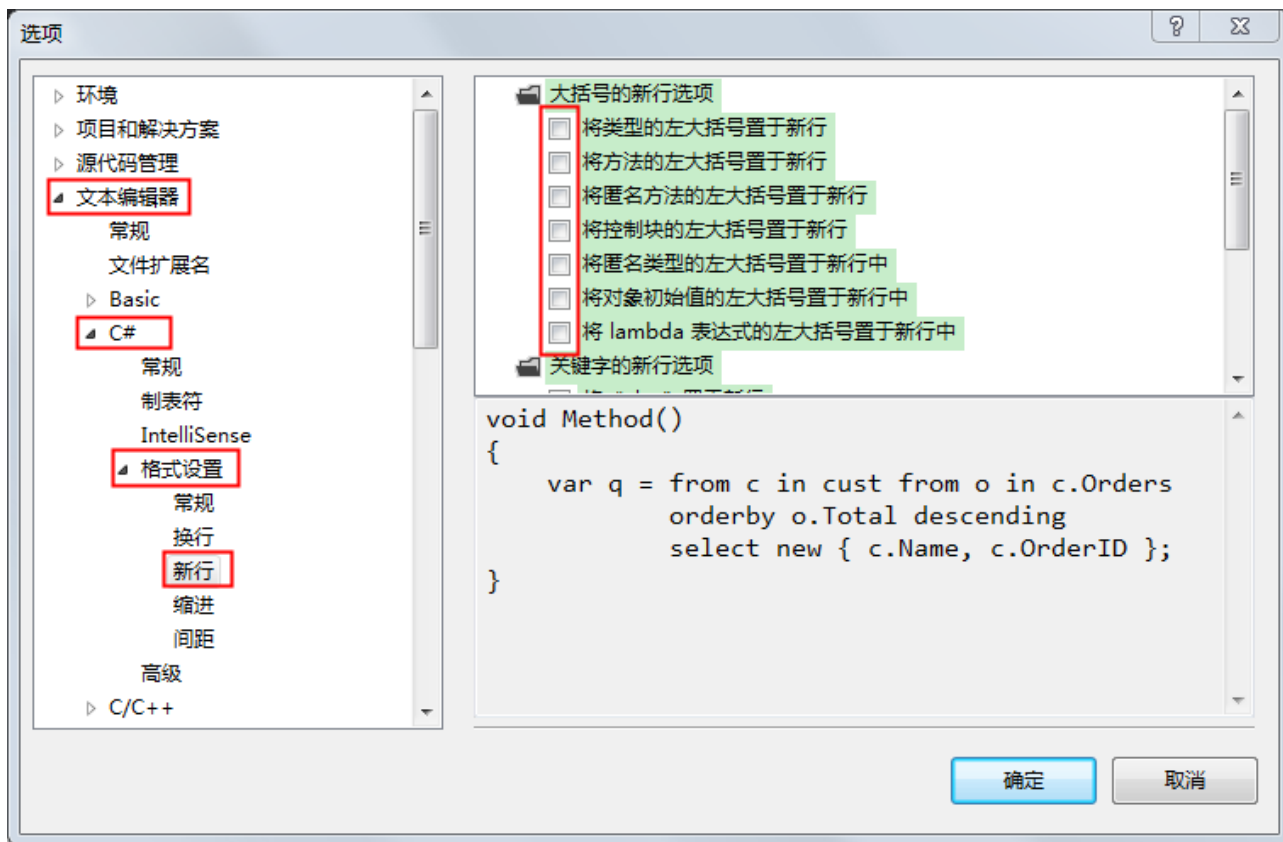 选项
环境
项目和解决方案
源代码管理
文本编辑器
常规
文件扩展名
Basic
C#
常规
制表符
IntelliSense
格式设置
常规
换行
新行
缩进
间距
高级
C/C++
大括号的新行选项
将类型的左大括号置于新行
将方法的左大括号置于新行
将匿名方法的左大括号置于新行
将控制块的左大括号置于新行
将匿名类型的左大括号置于新行中
将对象初始值的左大括号置于新行中
将 lambda 表达式的左大括号置于新行中
关键字的新行选项
void Method()
{
    var q = from c in cust from o in c.Orders
            orderby o.Total descending
            select new { c.Name, c.OrderID };
}
确定
取消